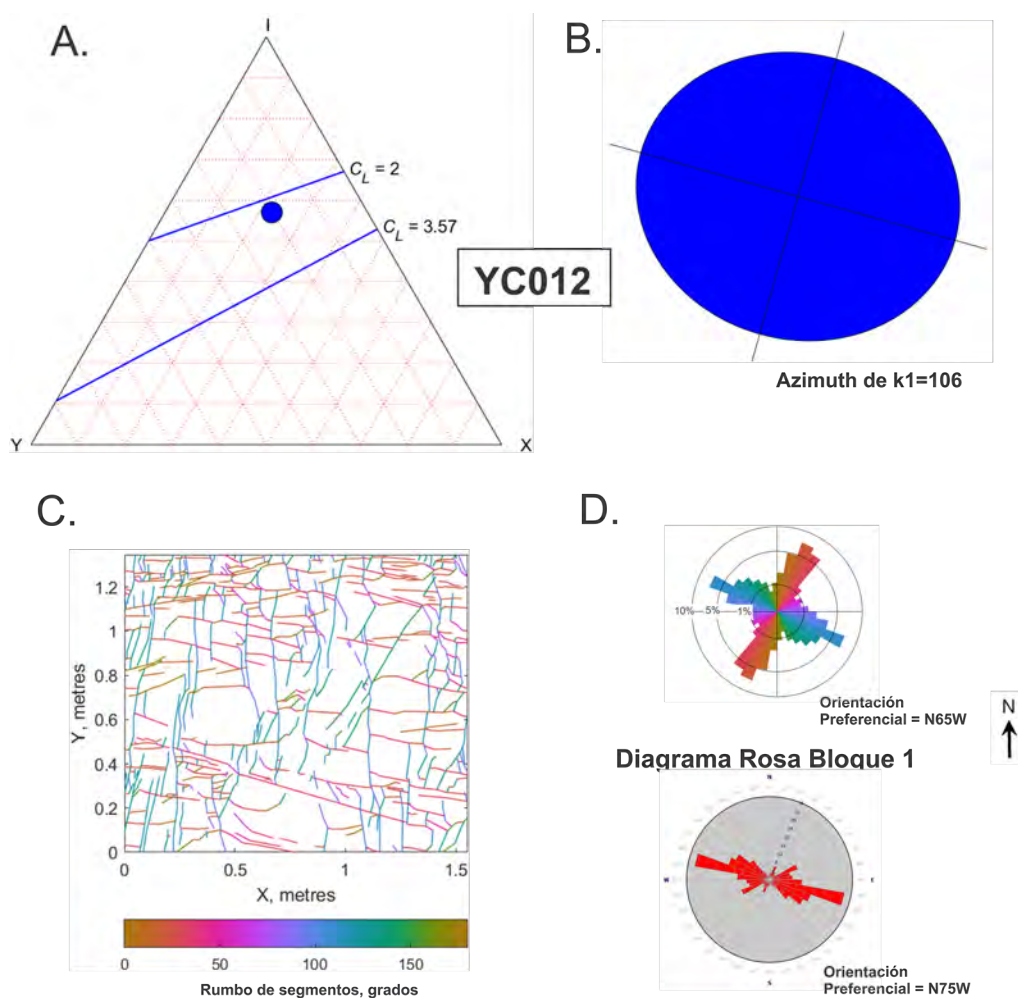 A.
I
C_L = 2
C_L = 3.57
Y
X
YC012
B.
Azimuth de k1=106
C.
Y, metres
1.2
1
0.8
0.6
0.4
0.2
0
0
0.5
1
1.5
X, metres
0
50
100
150
Rumbo de segmentos, grados
D.
10%
5%
1%
Orientación
Preferencial = N65W
N
Diagrama Rosa Bloque 1
N
W
E
S
Orientación
Preferencial = N75W